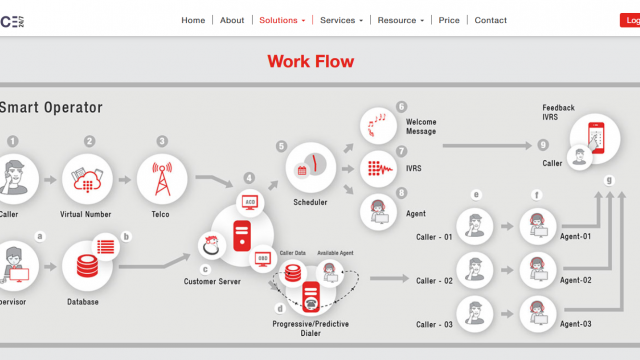 CE 24/7
Home
About
Solutions
Services
Resource
Price
Contact
Log
Work Flow
Smart Operator
1
Caller
2
Virtual Number
3
Telco
4
ACD
OBD
c
Customer Server
a
pervisor
b
Database
5
Scheduler
6
Welcome
Message
7
IVRS
8
Agent
Caller Data
Available Agent
d
Progressive/Predictive
Dialer
Feedback
IVRS
9
Caller
e
f
g
Caller - 01
Agent-01
Caller - 02
Agent-02
Caller - 03
Agent-03